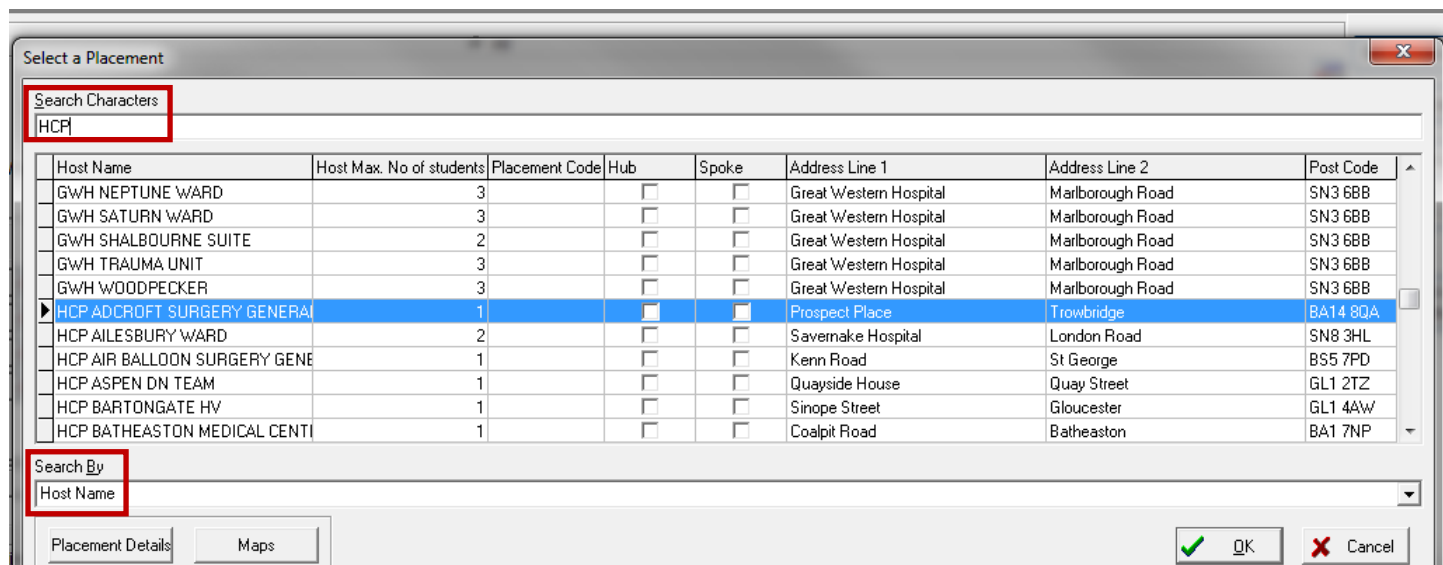 Select a Placement
X
Search Characters
HCP
Host Name Host Max. No of students Placement Code Hub Spoke Address Line 1 Address Line 2 Post Code
GWH NEPTUNE WARD 3 Great Western Hospital Marlborough Road SN3 6BB
GWH SATURN WARD 3 Great Western Hospital Marlborough Road SN3 6BB
GWH SHALBOURNE SUITE 2 Great Western Hospital Marlborough Road SN3 6BB
GWH TRAUMA UNIT 3 Great Western Hospital Marlborough Road SN3 6BB
GWH WOODPECKER 3 Great Western Hospital Marlborough Road SN3 6BB
HCP ADCROFT SURGERY GENERAL 1 Prospect Place Trowbridge BA14 8QA
HCP AILESBURY WARD 2 Savernake Hospital London Road SN8 3HL
HCP AIR BALLOON SURGERY GENE 1 Kenn Road St George BS5 7PD
HCP ASPEN DN TEAM 1 Quayside House Quay Street GL1 2TZ
HCP BARTONGATE HV 1 Sinope Street Gloucester GL1 4AW
HCP BATHEASTON MEDICAL CENT 1 Coalpit Road Batheaston BA1 7NP
Search By
Host Name
Placement Details Maps OK Cancel